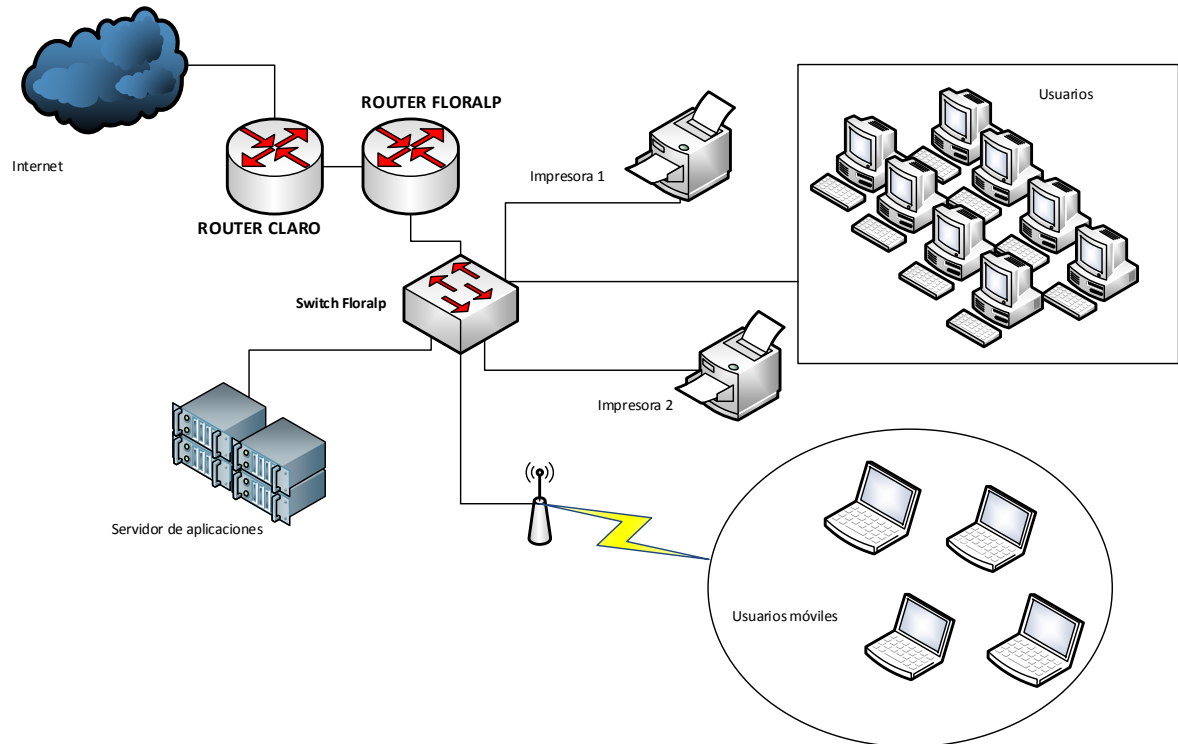 ROUTER FLORALP
Usuarios
Internet
Impresora 1
ROUTER CLARO
Switch Floralp
Impresora 2
Servidor de aplicaciones
Usuarios móviles